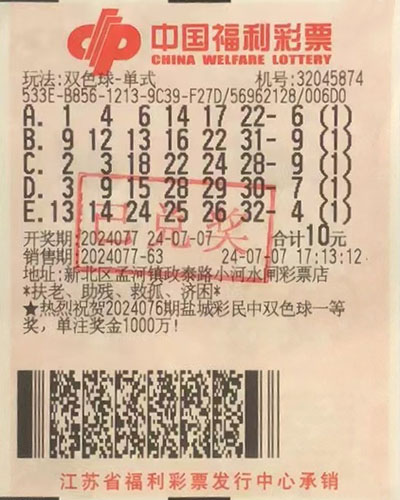 中国福利彩票
CHINA WELFARE LOTTERY
玩法:双色球-单式 机号:32045874
533E-B856-1213-9C39-F27D/56962128/006D0
A. 1 4 6 14 17 22- 6 (1)
B. 9 12 13 16 22 31- 9 (1)
C. 2 3 18 22 24 28- 9 (1)
D. 3 9 15 28 29 30- 7 (1)
E.13 14 24 25 26 32- 4 (1)
已兑奖
开奖期:2024077 24-07-07 合计10元
销售期:2024077-63 24-07-07 17:13:12
地址:新北区孟河镇政泰路小河水闸彩票店
*扶老、助残、救孤、济困*
★热烈祝贺2024076期盐城彩民中双色球一等
奖,单注奖金1000万!
江苏省福利彩票发行中心承销